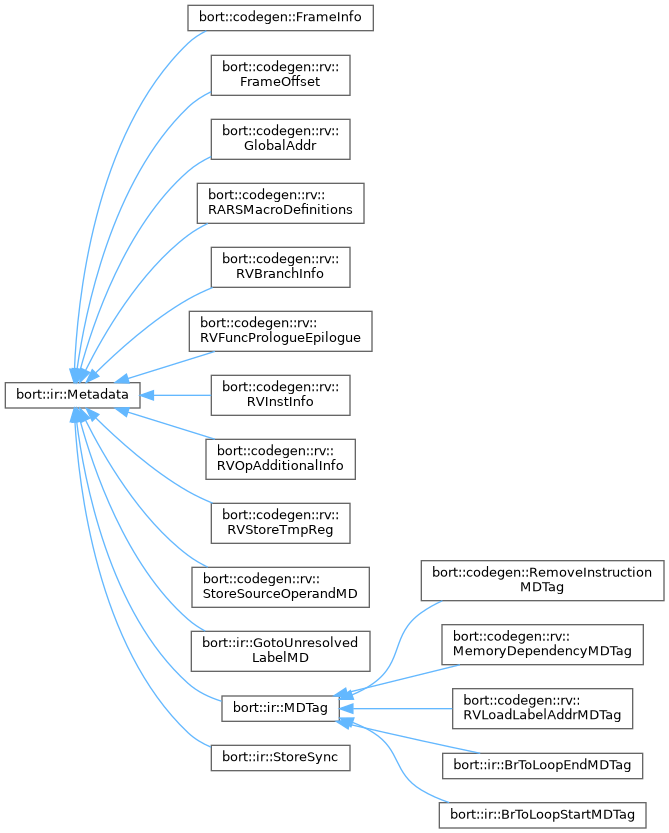 bort::codegen::FrameInfo
bort::codegen::rv::
FrameOffset
bort::codegen::rv::
GlobalAddr
bort::codegen::rv::
RARSMacroDefinitions
bort::codegen::rv::
RVBranchInfo
bort::codegen::rv::
RVFuncPrologueEpilogue
bort::ir::Metadata
bort::codegen::rv::
RVInstInfo
bort::codegen::rv::
RVOpAdditionalInfo
bort::codegen::rv::
RVStoreTmpReg
bort::codegen::rv::
StoreSourceOperandMD
bort::ir::GotoUnresolved
LabelMD
bort::ir::MDTag
bort::ir::StoreSync
bort::codegen::RemoveInstruction
MDTag
bort::codegen::rv::
MemoryDependencyMDTag
bort::codegen::rv::
RVLoadLabelAddrMDTag
bort::ir::BrToLoopEndMDTag
bort::ir::BrToLoopStartMDTag